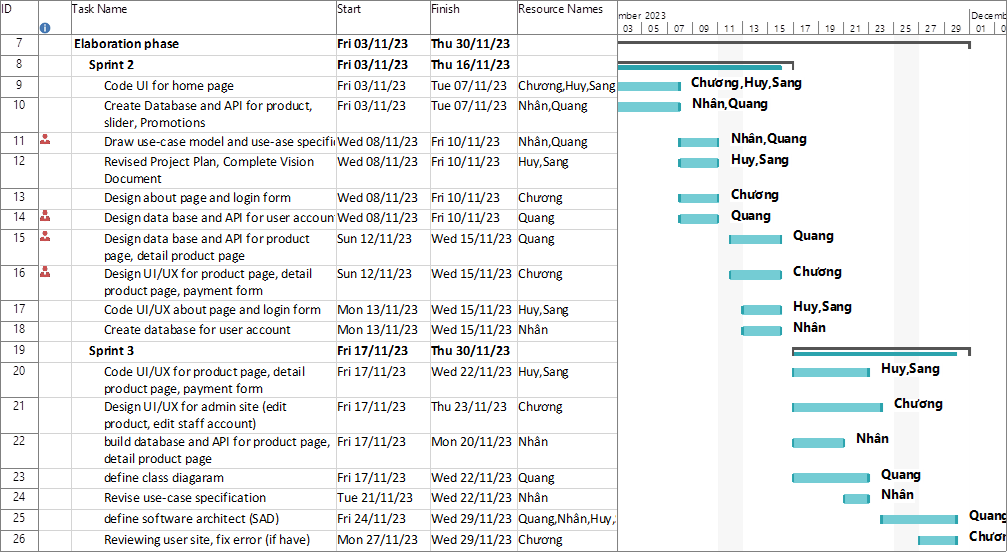 ID Task Name Start Finish Resource Names
mber 2023 Decem
03 05 07 09 11 13 15 17 19 21 23 25 27 29 01 0
7 Elaboration phase Fri 03/11/23 Thu 30/11/23
8 Sprint 2 Fri 03/11/23 Thu 16/11/23
9 Code UI for home page Fri 03/11/23 Tue 07/11/23 Chương,Huy,Sang Chương,Huy,Sang
10 Create Database and API for product, Fri 03/11/23 Tue 07/11/23 Nhân,Quang Nhân,Quang
slider, Promotions
11 Draw use-case model and use-ase specifi Wed 08/11/23 Fri 10/11/23 Nhân,Quang Nhân,Quang
12 Revised Project Plan, Complete Vision Wed 08/11/23 Fri 10/11/23 Huy,Sang Huy,Sang
Document
13 Design about page and login form Wed 08/11/23 Fri 10/11/23 Chương Chương
14 Design data base and API for user accoun Wed 08/11/23 Fri 10/11/23 Quang Quang
15 Design data base and API for product Sun 12/11/23 Wed 15/11/23 Quang Quang
page, detail product page
16 Design UI/UX for product page, detail Sun 12/11/23 Wed 15/11/23 Chương Chương
product page, payment form
17 Code UI/UX about page and login form Mon 13/11/23 Wed 15/11/23 Huy,Sang Huy,Sang
18 Create database for user account Mon 13/11/23 Wed 15/11/23 Nhân Nhân
19 Sprint 3 Fri 17/11/23 Thu 30/11/23
20 Code UI/UX for product page, detail Fri 17/11/23 Wed 22/11/23 Huy,Sang Huy,Sang
product page, payment form
21 Design UI/UX for admin site (edit Fri 17/11/23 Thu 23/11/23 Chương Chương
product, edit staff account)
22 build database and API for product page, Fri 17/11/23 Mon 20/11/23 Nhân Nhân
detail product page
23 define class diagaram Fri 17/11/23 Wed 22/11/23 Quang Quang
24 Revise use-case specification Tue 21/11/23 Wed 22/11/23 Nhân Nhân
25 define software architect (SAD) Fri 24/11/23 Wed 29/11/23 Quang,Nhân,Huy, Quang
26 Reviewing user site, fix error (if have) Mon 27/11/23 Wed 29/11/23 Chương Chươn